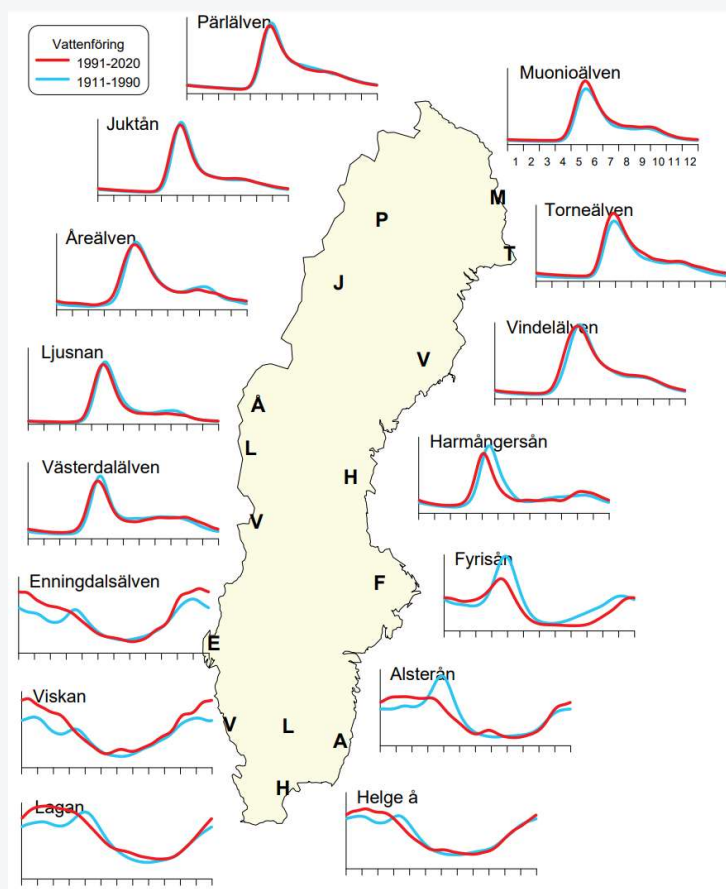 Pärlälven
Vattenföring
1991-2020
1911-1990
Muonioälven
1 2 3 4 5 6 7 8 9 10 11 12
Juktån
Åreälven
Torneälven
Ljusnan
Vindelälven
Västerdalälven
Harmångersån
Enningdalsälven
Fyrisån
Viskan
Alsterån
Lagan
Helge å
M
P
T
J
V
Å
L
H
V
F
E
V
L
A
H